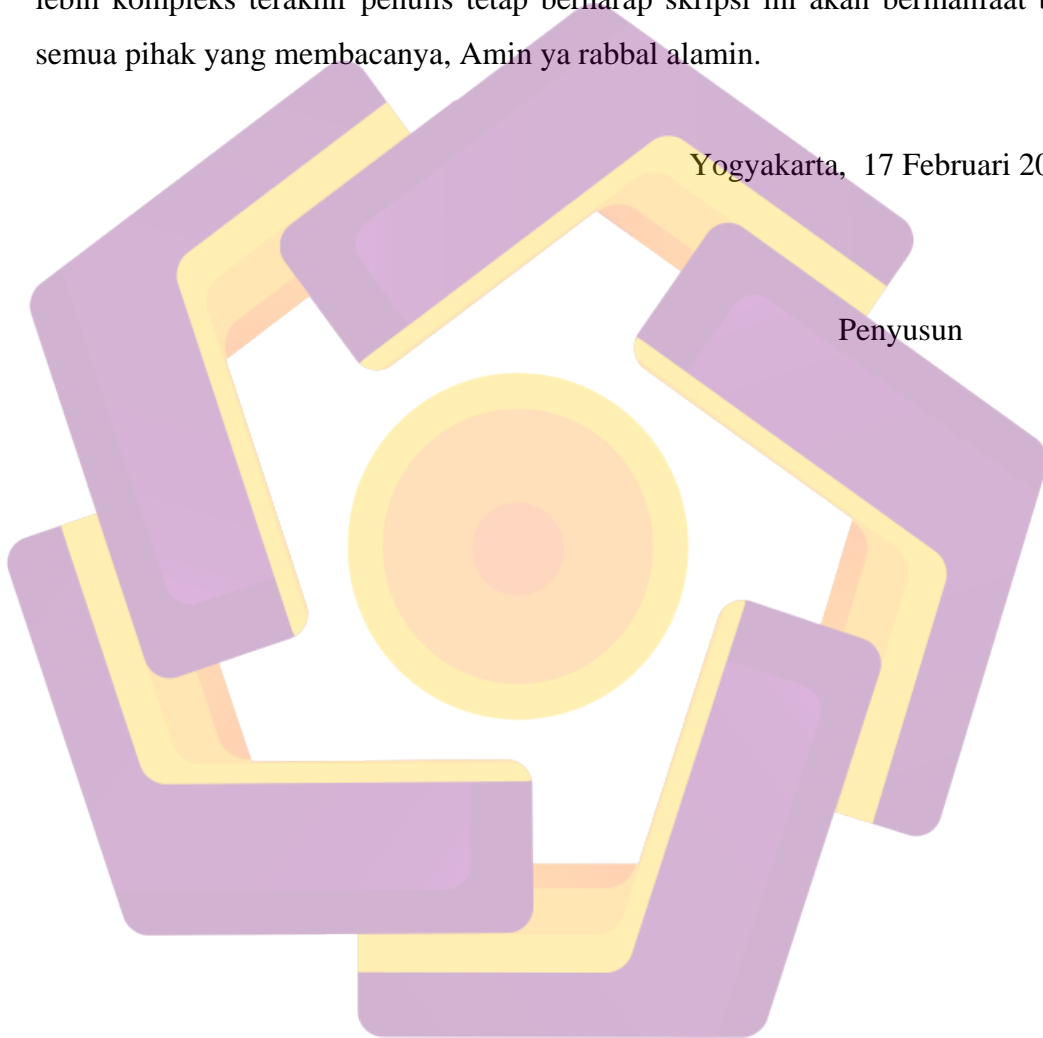 lebih kompleks terakhir penulis tetap berharap skripsi ini akan bermanfaat
semua pihak yang membacanya, Amin ya rabbal alamin.
Yogyakarta, 17 Februari 20
Penyusun